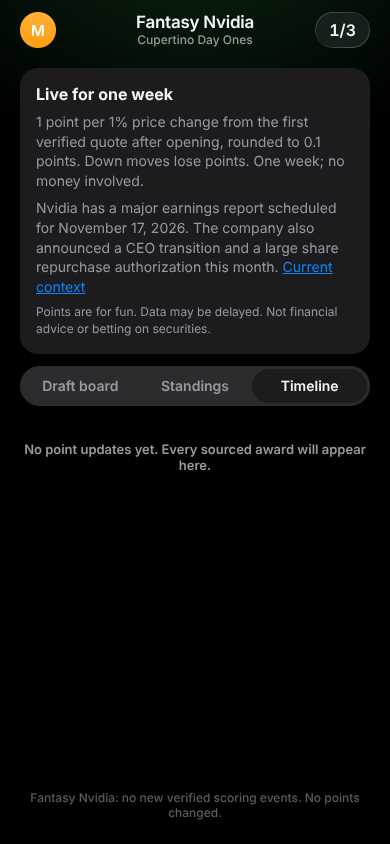 M
Fantasy Nvidia
Cupertino Day Ones
1/3
Live for one week
1 point per 1% price change from the first
verified quote after opening, rounded to 0.1
points. Down moves lose points. One week; no
money involved.
Nvidia has a major earnings report scheduled
for November 17, 2026. The company also
announced a CEO transition and a large share
repurchase authorization this month. Current
context
Points are for fun. Data may be delayed. Not financial
advice or betting on securities.
Draft board
Standings
Timeline
No point updates yet. Every sourced award will appear
here.
Fantasy Nvidia: no new verified scoring events. No points
changed.